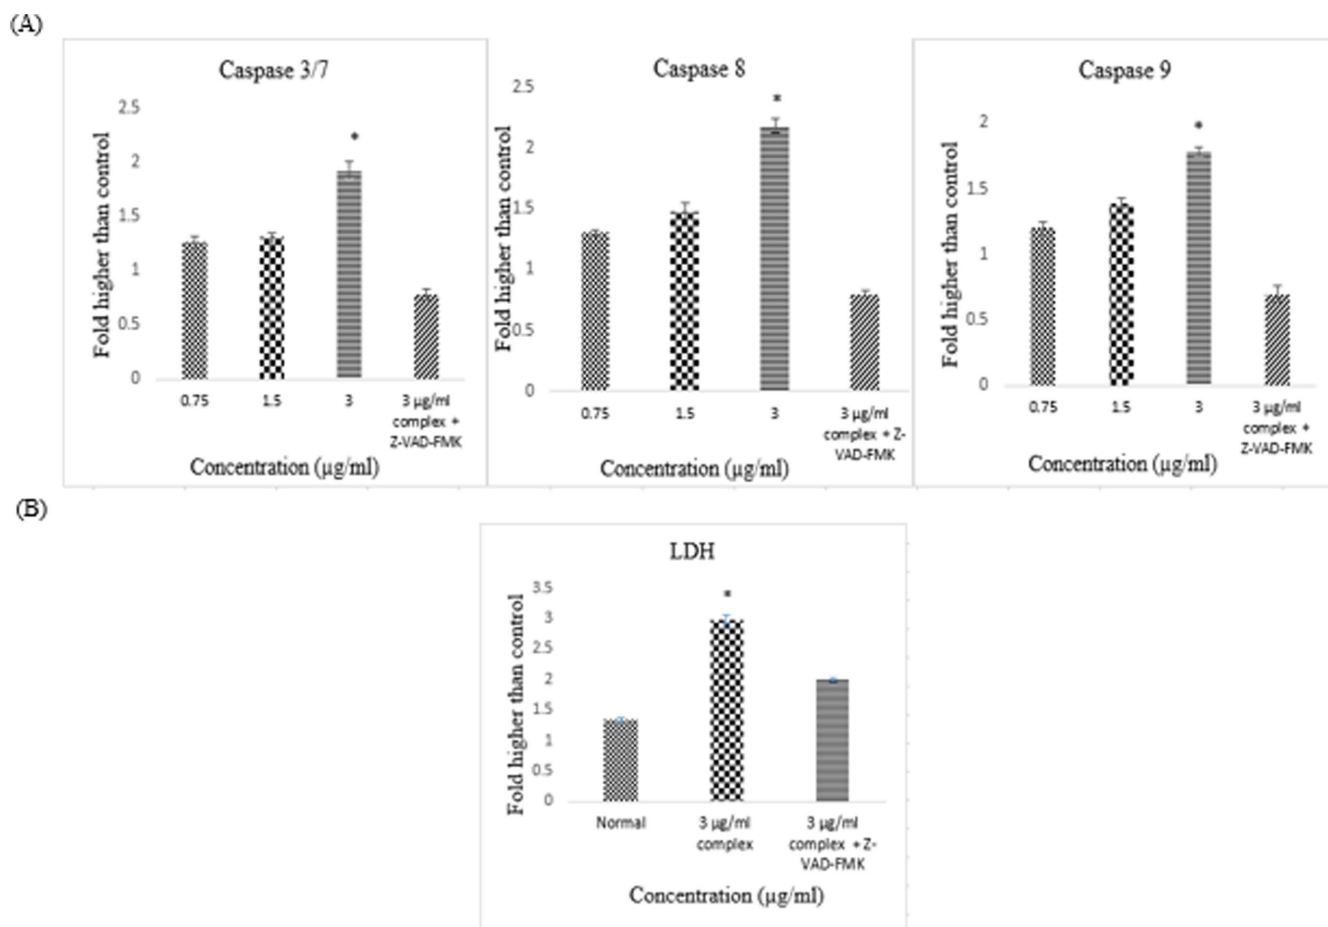 (A)
Caspase 3/7
Fold higher than control
2.5
2
1.5
1
0.5
0
*
0.75
1.5
3
3 µg/ml
complex +
Z-VAD-FMK
Concentration (µg/ml)
Caspase 8
Fold higher than control
2.5
2
1.5
1
0.5
0
*
0.75
1.5
3
3 µg/ml
complex + Z-
VAD-FMK
Concentration (µg/ml)
Caspase 9
Fold higher than control
2
1.5
1
0.5
0
*
0.75
1.5
3
3 µg/ml
complex +
Z-VAD-FMK
Concentration (µg/ml)
(B)
LDH
Fold higher than control
3.5
3
2.5
2
1.5
1
0.5
0
*
Normal
3 µg/ml
complex
3 µg/ml
complex + Z-
VAD-FMK
Concentration (µg/ml)